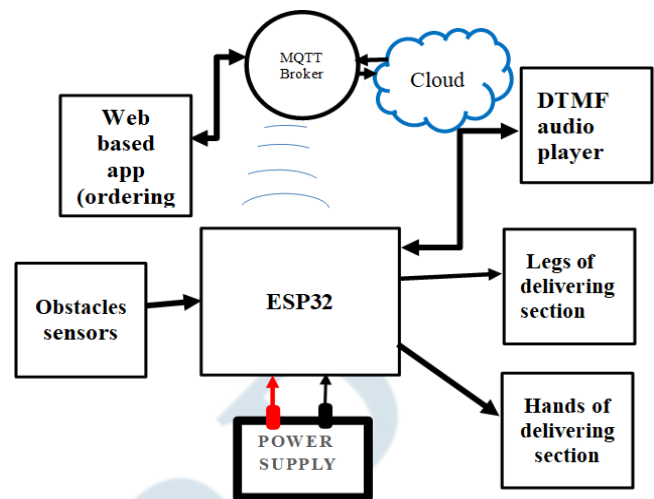 MQTT
Broker
Cloud
Web
based
app
(ordering
DTMF
audio
player
Obstacles
sensors
ESP32
Legs of
delivering
section
Hands of
delivering
section
POWER
SUPPLY